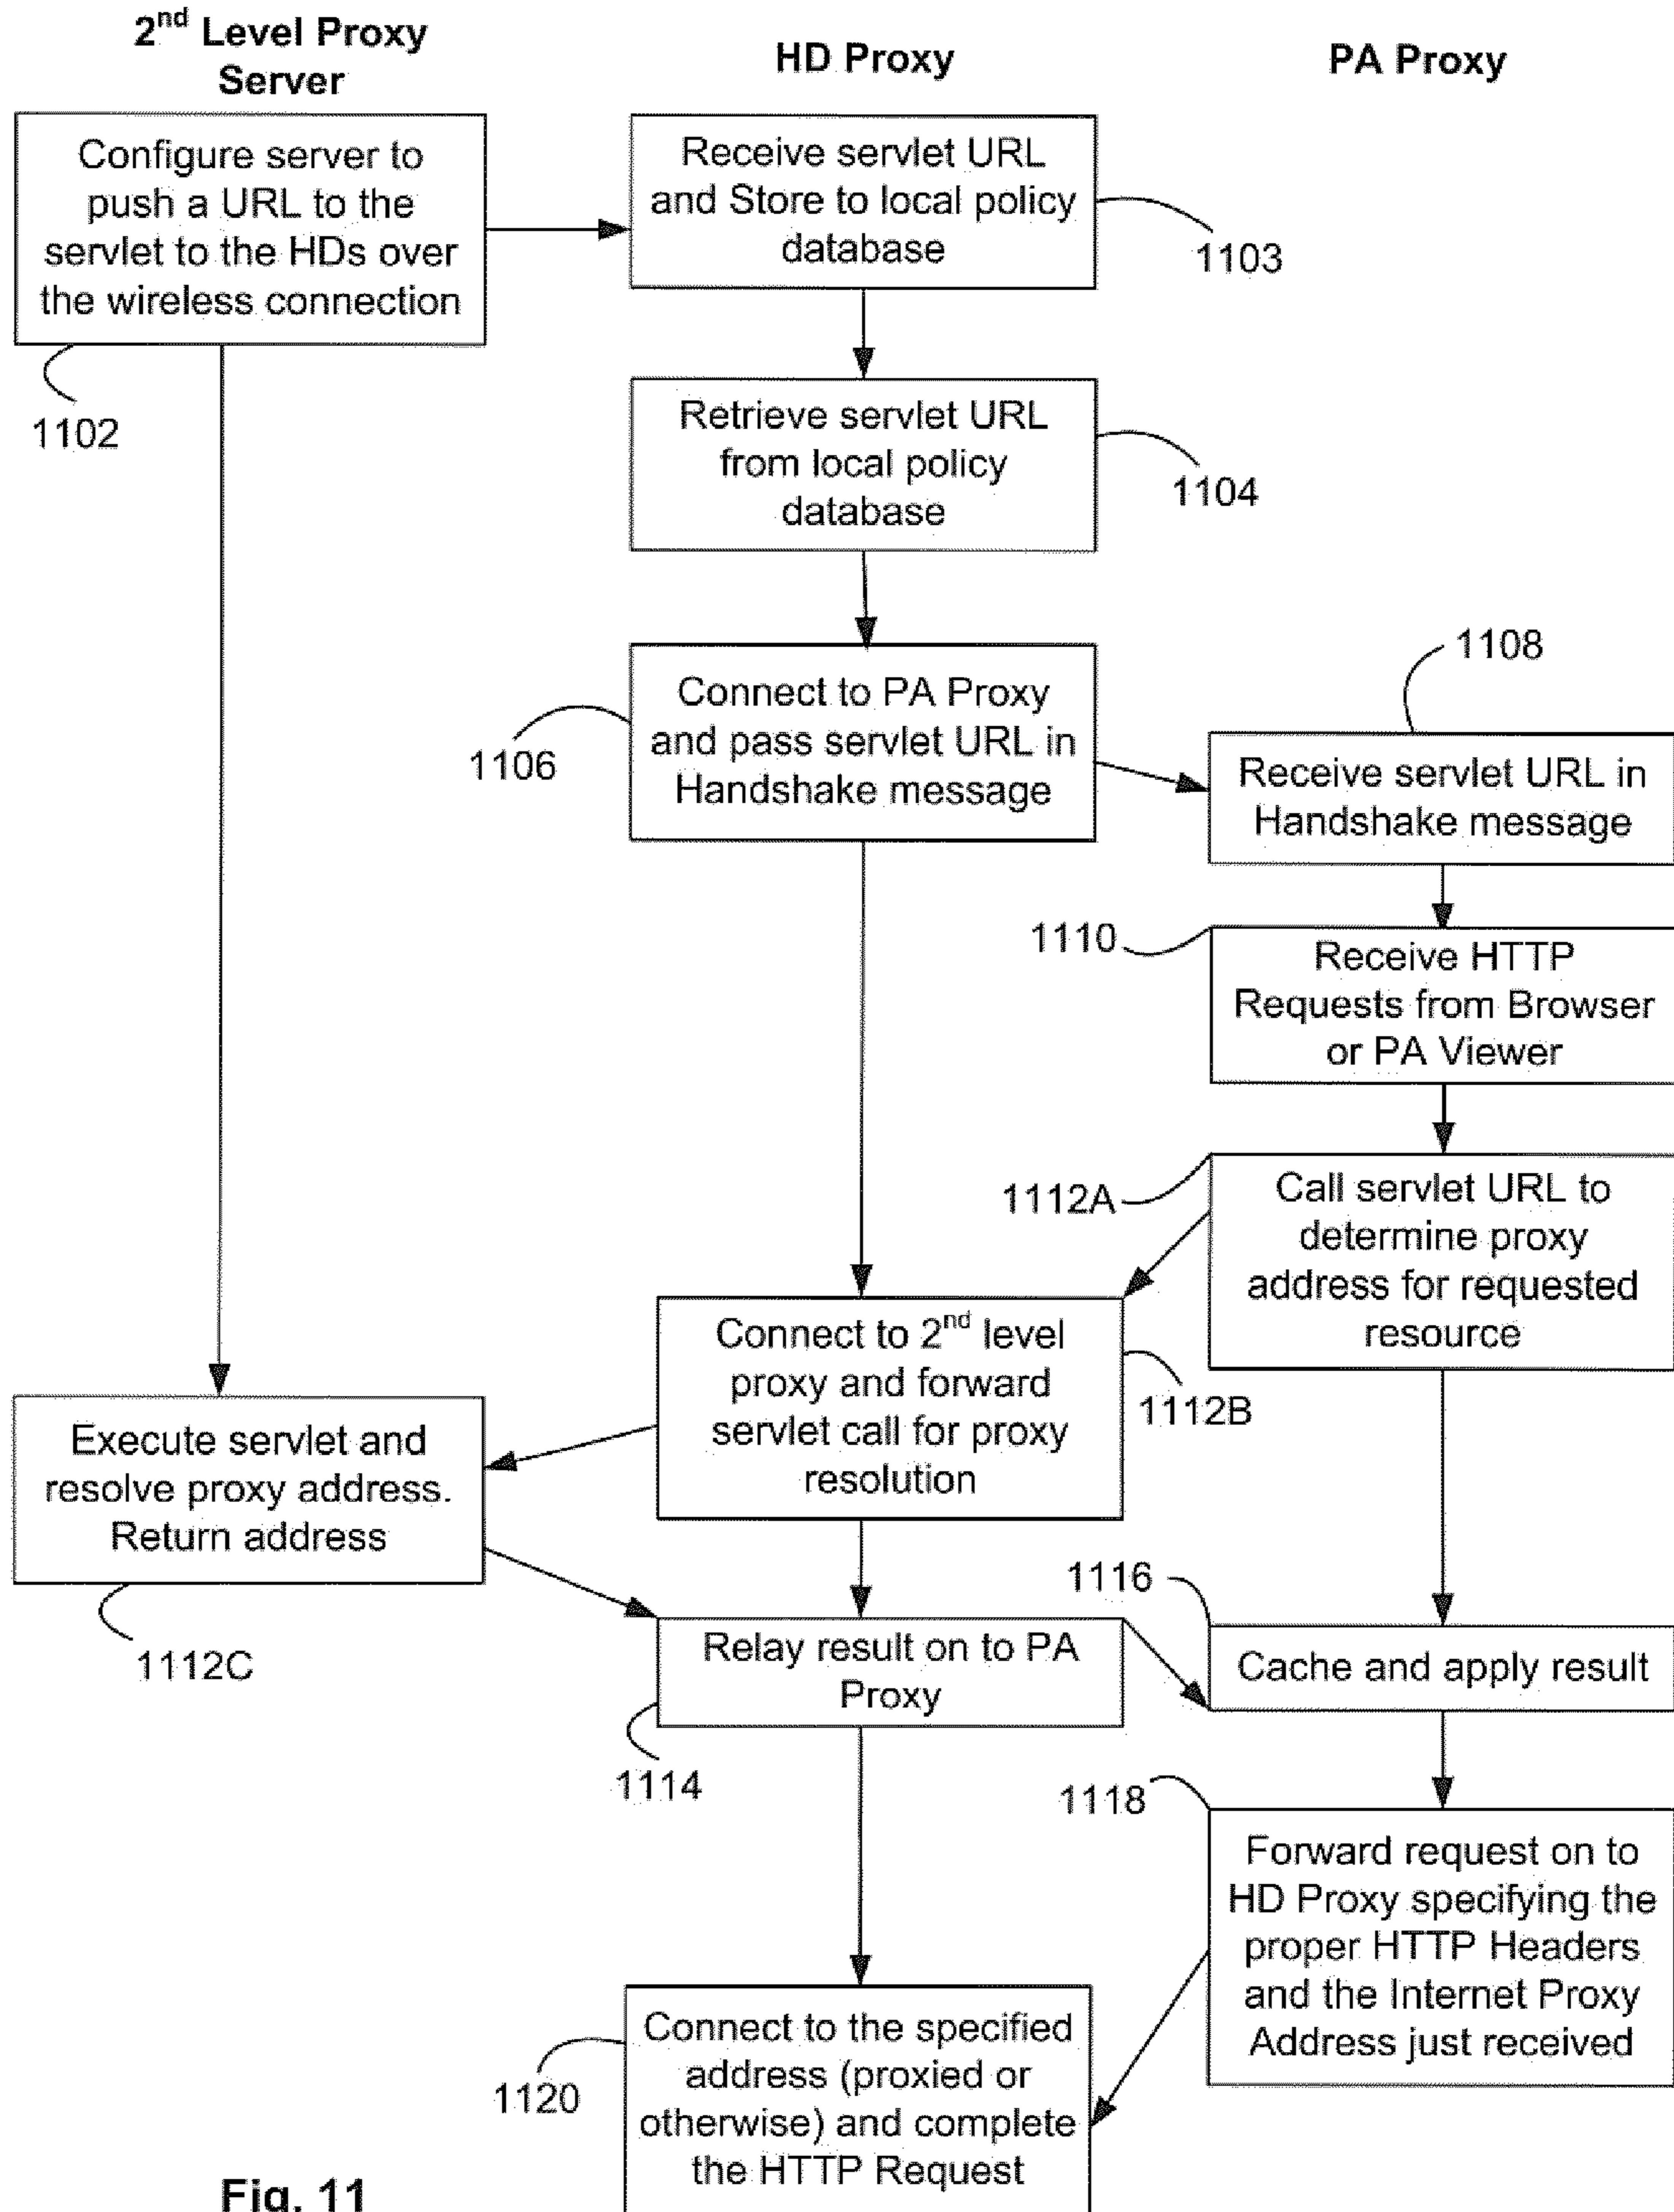 2nd Level Proxy
Server
HD Proxy
PA Proxy
Configure server to
push a URL to the
servlet to the HDs over
the wireless connection
1102
Receive servlet URL
and Store to local policy
database
1103
Retrieve servlet URL
from local policy
database
1104
Connect to PA Proxy
and pass servlet URL in
Handshake message
1106
1108
Receive servlet URL in
Handshake message
1110
Receive HTTP
Requests from Browser
or PA Viewer
1112A
Call servlet URL to
determine proxy
address for requested
resource
Connect to 2nd level
proxy and forward
servlet call for proxy
resolution
1112B
Execute servlet and
resolve proxy address.
Return address
1112C
Relay result on to PA
Proxy
1114
1116
Cache and apply result
1118
Forward request on to
HD Proxy specifying the
proper HTTP Headers
and the Internet Proxy
Address just received
Connect to the specified
address (proxied or
otherwise) and complete
the HTTP Request
1120
Fig. 11